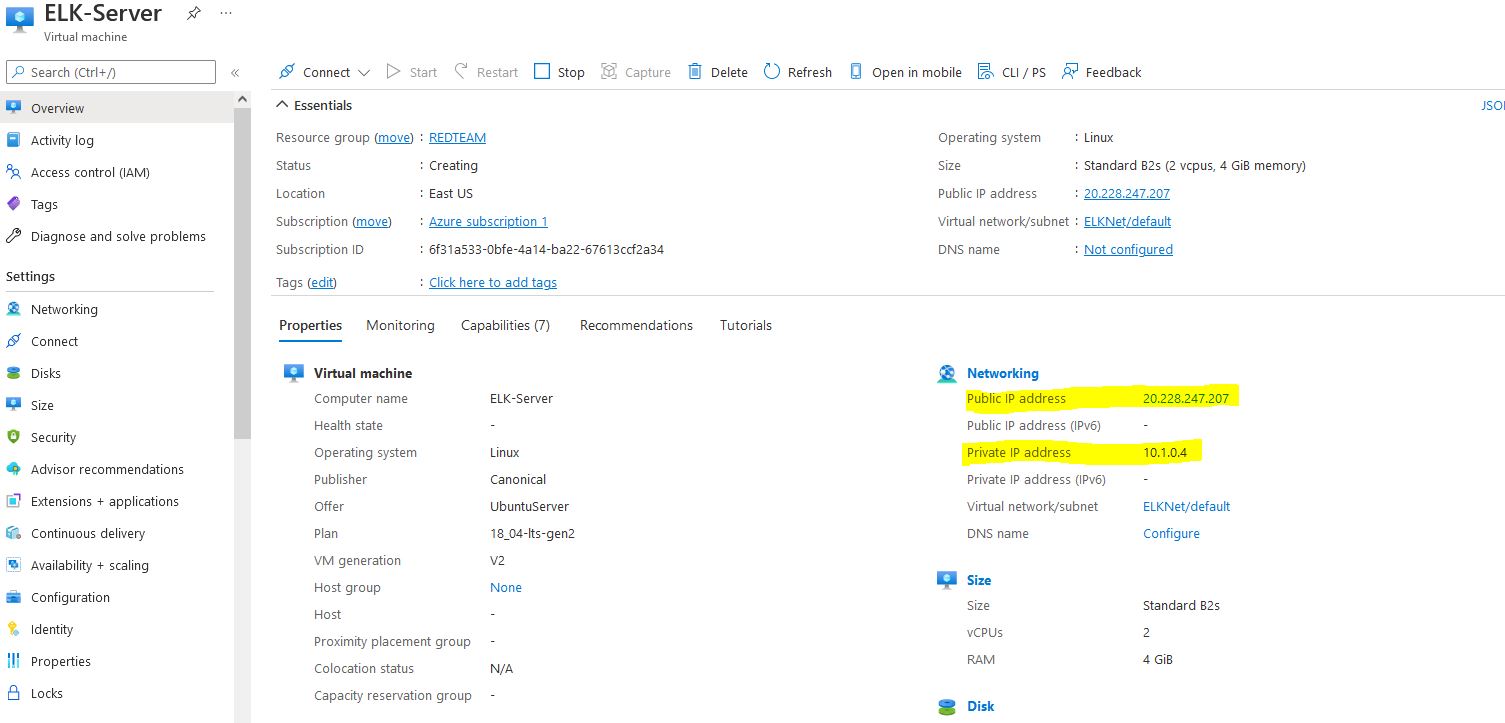 ELK-Server
Virtual machine
Search (Ctrl+/)
Overview
Activity log
Access control (IAM)
Tags
Diagnose and solve problems
Settings
Networking
Connect
Disks
Size
Security
Advisor recommendations
Extensions + applications
Continuous delivery
Availability + scaling
Configuration
Identity
Properties
Locks
Connect Start Restart Stop Capture Delete Refresh Open in mobile CLI / PS Feedback
Essentials
JSO
Resource group (move) : REDTEAM
Status : Creating
Location : East US
Subscription (move) : Azure subscription 1
Subscription ID : 6f31a533-0bfe-4a14-ba22-67613ccf2a34
Tags (edit) : Click here to add tags
Operating system : Linux
Size : Standard B2s (2 vcpus, 4 GiB memory)
Public IP address : 20.228.247.207
Virtual network/subnet : ELKNet/default
DNS name : Not configured
Properties Monitoring Capabilities (7) Recommendations Tutorials
Virtual machine
Computer name ELK-Server
Health state -
Operating system Linux
Publisher Canonical
Offer UbuntuServer
Plan 18_04-lts-gen2
VM generation V2
Host group None
Host -
Proximity placement group -
Colocation status N/A
Capacity reservation group -
Networking
Public IP address 20.228.247.207
Public IP address (IPv6) -
Private IP address 10.1.0.4
Private IP address (IPv6) -
Virtual network/subnet ELKNet/default
DNS name Configure
Size
Size Standard B2s
vCPUs 2
RAM 4 GiB
Disk